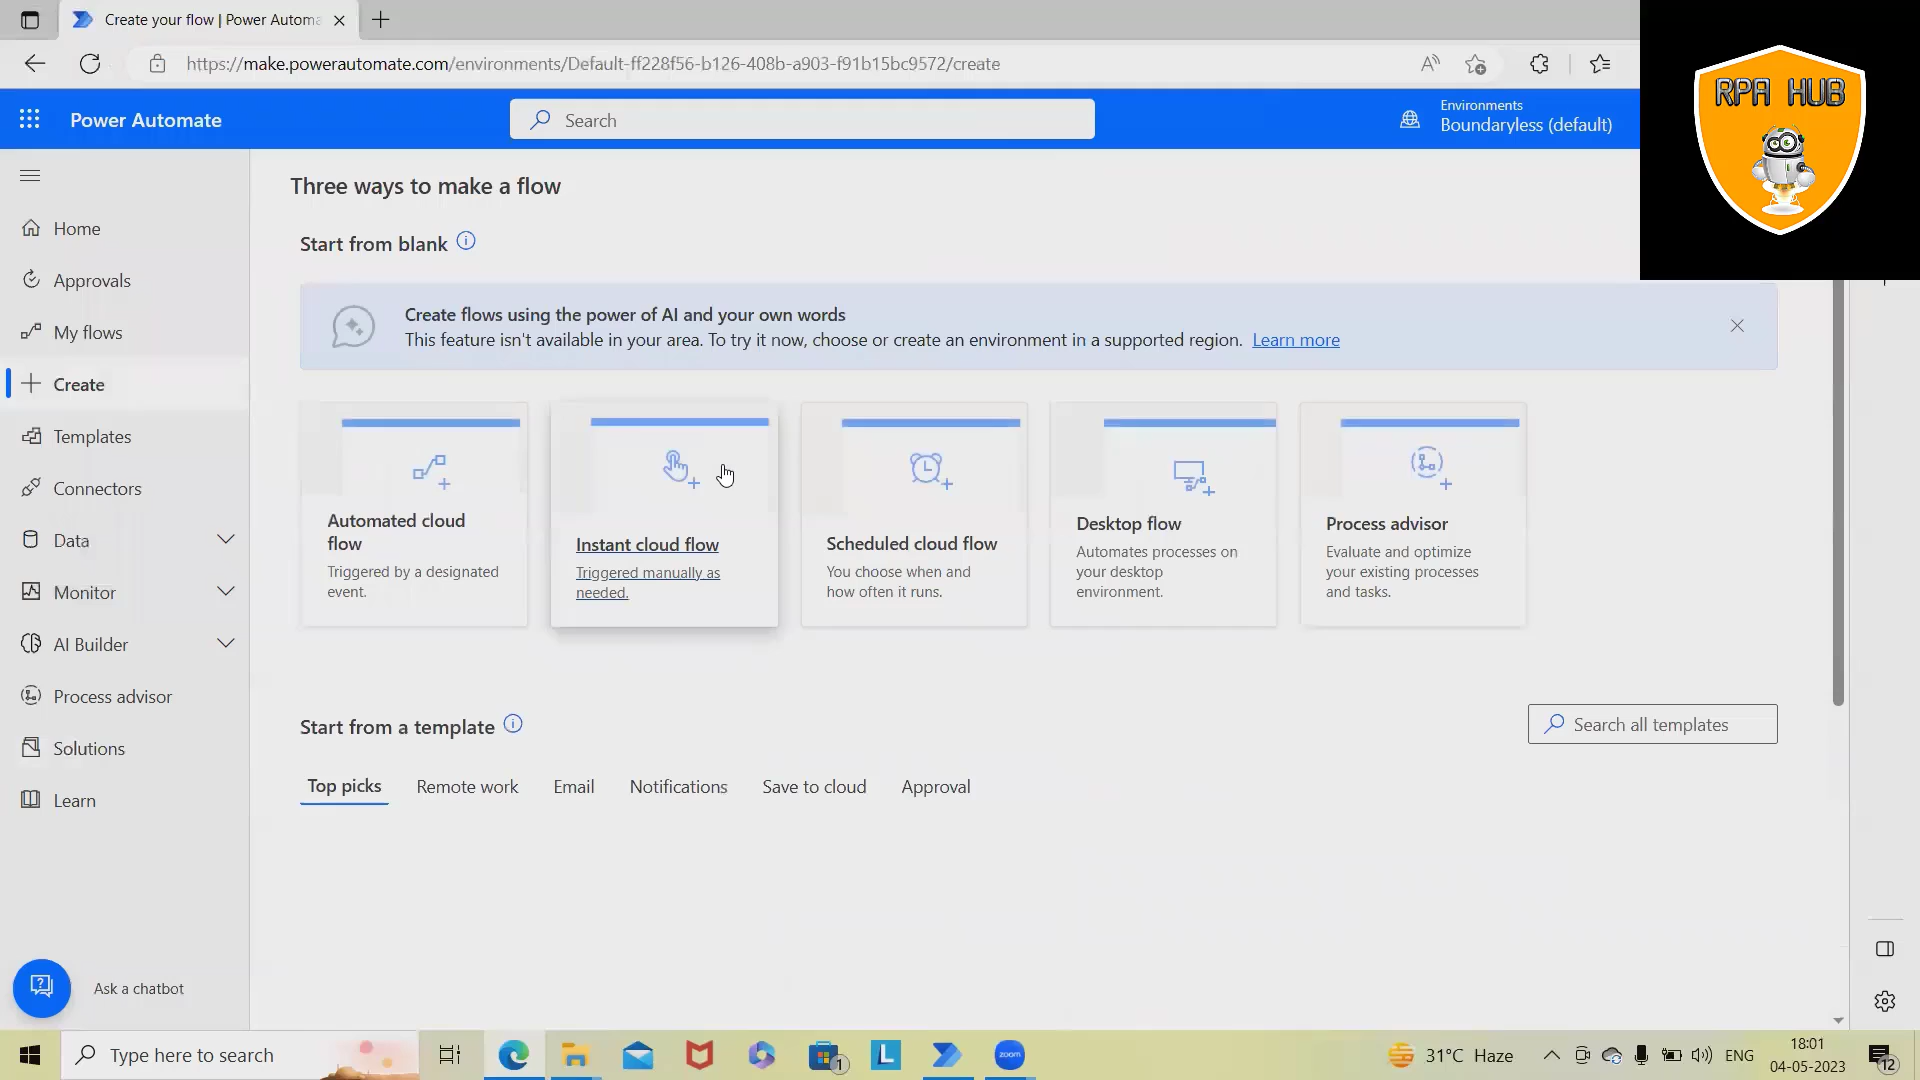 Create your flow | Power Automa
https://make.powerautomate.com/environments/Default-ff228f56-b126-408b-a903-f91b15bc9572/create
RPA HUB
Power Automate
Search
Environments
Boundaryless (default)
Home
Approvals
My flows
Create
Templates
Connectors
Data
Monitor
AI Builder
Process advisor
Solutions
Learn
Ask a chatbot
Three ways to make a flow
Start from blank
Create flows using the power of AI and your own words
This feature isn't available in your area. To try it now, choose or create an environment in a supported region. Learn more
Automated cloud
flow
Triggered by a designated
event.
Instant cloud flow
Triggered manually as
needed.
Scheduled cloud flow
You choose when and
how often it runs.
Desktop flow
Automates processes on
your desktop
environment.
Process advisor
Evaluate and optimize
your existing processes
and tasks.
Start from a template
Search all templates
Top picks
Remote work
Email
Notifications
Save to cloud
Approval
Type here to search
1
L
zoom
31°C Haze
ENG
18:01
04-05-2023
12